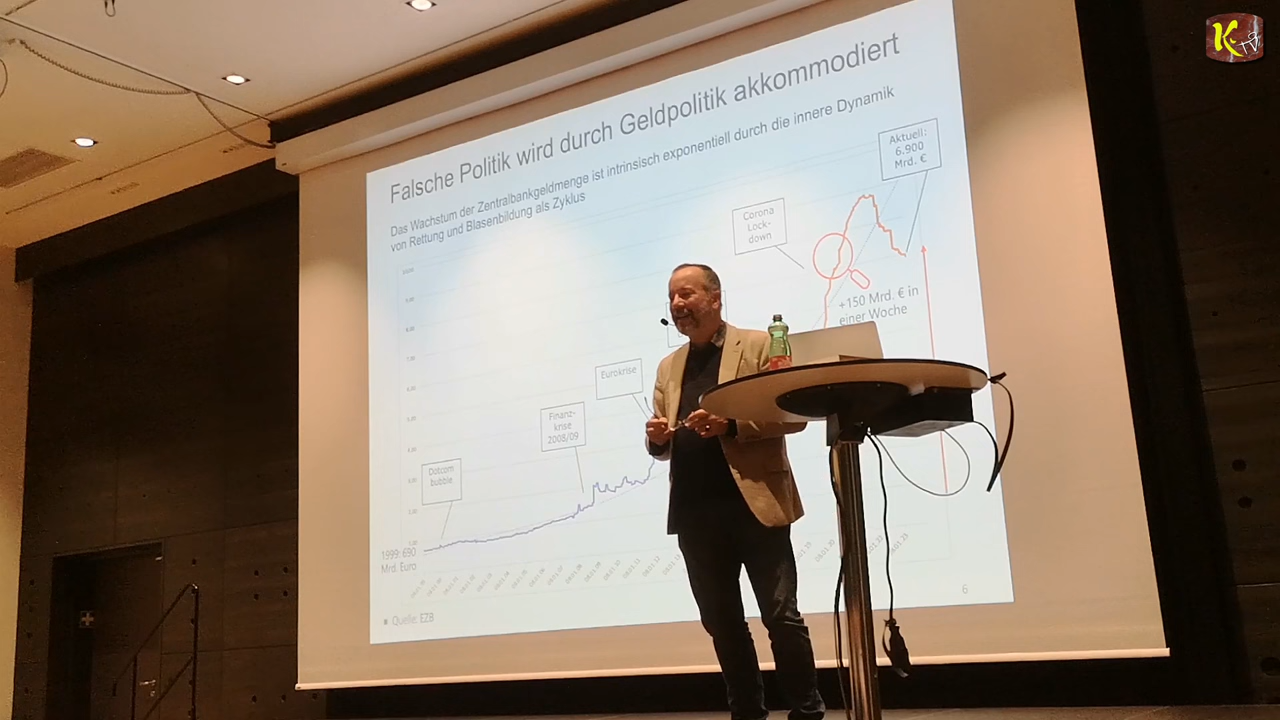 K
TV
Falsche Politik wird durch Geldpolitik akkommodiert
Das Wachstum der Zentralbankgeldmenge ist intrinsisch exponentiell durch die innere Dynamik
von Rettung und Blasenbildung als Zyklus
Aktuell:
6.900
Mrd. €
Corona
Lock-
down
+150 Mrd. € in
einer Woche
Eurokrise
Finanz-
krise
2008/09
Dotcom
bubble
1999: 690
Mrd. Euro
Quelle: EZB
6